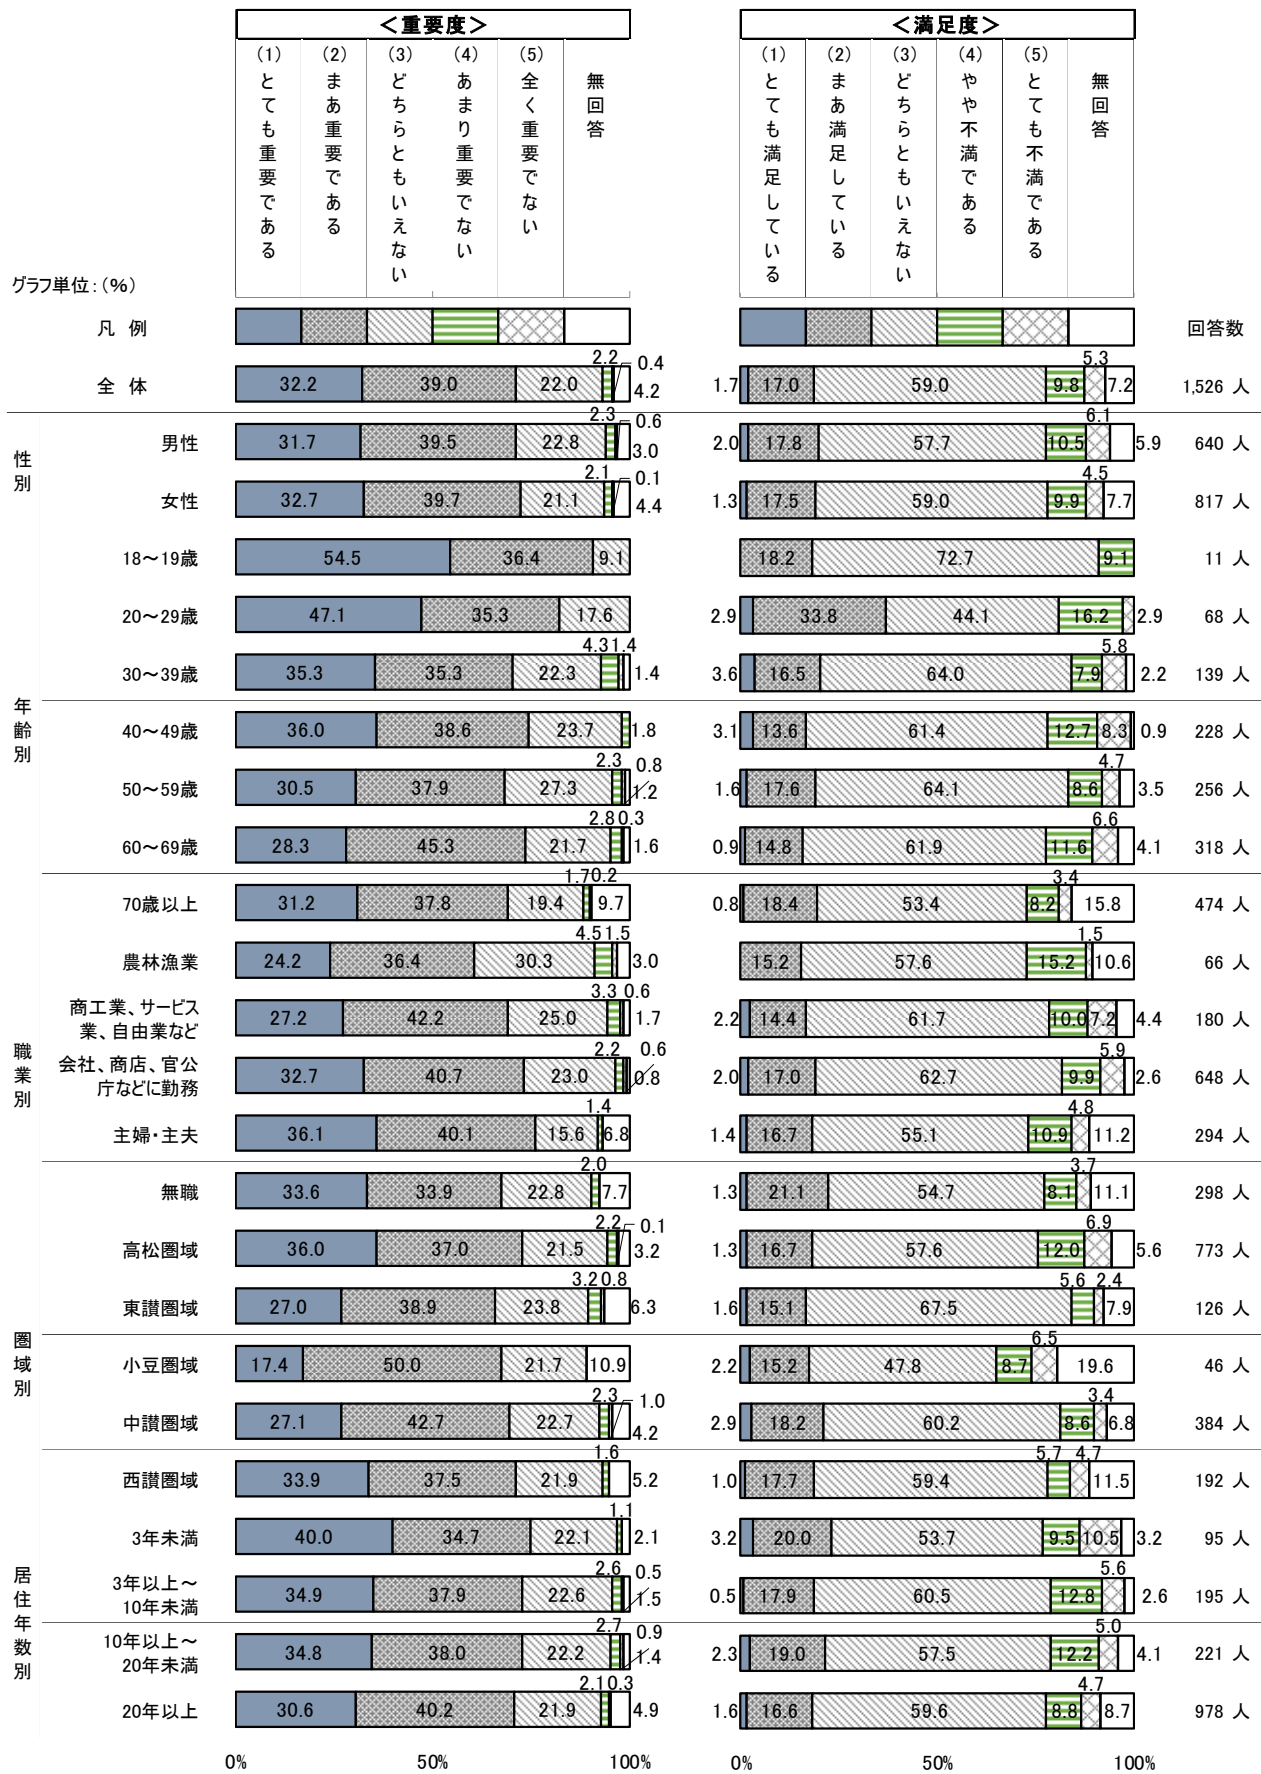 ＜重要度＞
＜満足度＞
(1)とても重要である
(2)まあ重要である
(3)どちらともいえない
(4)あまり重要でない
(5)全く重要でない
無回答
(1)とても満足している
(2)まあ満足している
(3)どちらともいえない
(4)やや不満である
(5)とても不満である
無回答
グラフ単位：(％)
凡 例
回答数
全 体 32.2 39.0 22.0 2.2 0.4 4.2 1.7 17.0 59.0 9.8 5.3 7.2 1,526 人
性別
男性 31.7 39.5 22.8 2.3 0.6 3.0 2.0 17.8 57.7 10.5 6.1 5.9 640 人
女性 32.7 39.7 21.1 2.1 0.1 4.4 1.3 17.5 59.0 9.9 4.5 7.7 817 人
年齢別
18～19歳 54.5 36.4 9.1 18.2 72.7 9.1 11 人
20～29歳 47.1 35.3 17.6 2.9 33.8 44.1 16.2 2.9 68 人
30～39歳 35.3 35.3 22.3 4.3 1.4 1.4 3.6 16.5 64.0 7.9 5.8 2.2 139 人
40～49歳 36.0 38.6 23.7 1.8 3.1 13.6 61.4 12.7 8.3 0.9 228 人
50～59歳 30.5 37.9 27.3 2.3 0.8 1.2 1.6 17.6 64.1 8.6 4.7 3.5 256 人
60～69歳 28.3 45.3 21.7 2.8 0.3 1.6 0.9 14.8 61.9 11.6 6.6 4.1 318 人
70歳以上 31.2 37.8 19.4 1.7 0.2 9.7 0.8 18.4 53.4 8.2 3.4 15.8 474 人
職業別
農林漁業 24.2 36.4 30.3 4.5 1.5 3.0 15.2 57.6 15.2 1.5 10.6 66 人
商工業、サービス
業、自由業など 27.2 42.2 25.0 3.3 0.6 1.7 2.2 14.4 61.7 10.0 7.2 4.4 180 人
会社、商店、官公
庁などに勤務 32.7 40.7 23.0 2.2 0.6 0.8 2.0 17.0 62.7 9.9 5.9 2.6 648 人
主婦・主夫 36.1 40.1 15.6 1.4 6.8 1.4 16.7 55.1 10.9 4.8 11.2 294 人
無職 33.6 33.9 22.8 2.0 7.7 1.3 21.1 54.7 8.1 3.7 11.1 298 人
圏域別
高松圏域 36.0 37.0 21.5 2.2 0.1 3.2 1.3 16.7 57.6 12.0 6.9 5.6 773 人
東讃圏域 27.0 38.9 23.8 3.2 0.8 6.3 1.6 15.1 67.5 5.6 2.4 7.9 126 人
小豆圏域 17.4 50.0 21.7 10.9 2.2 15.2 47.8 8.7 6.5 19.6 46 人
中讃圏域 27.1 42.7 22.7 2.3 1.0 4.2 2.9 18.2 60.2 8.6 3.4 6.8 384 人
西讃圏域 33.9 37.5 21.9 1.6 5.2 1.0 17.7 59.4 5.7 4.7 11.5 192 人
居住年数別
3年未満 40.0 34.7 22.1 1.1 2.1 3.2 20.0 53.7 9.5 10.5 3.2 95 人
3年以上～
10年未満 34.9 37.9 22.6 2.6 0.5 1.5 0.5 17.9 60.5 12.8 5.6 2.6 195 人
10年以上～
20年未満 34.8 38.0 22.2 2.7 0.9 1.4 2.3 19.0 57.5 12.2 5.0 4.1 221 人
20年以上 30.6 40.2 21.9 2.1 0.3 4.9 1.6 16.6 59.6 8.8 4.7 8.7 978 人
0% 50% 100% 0% 50% 100%